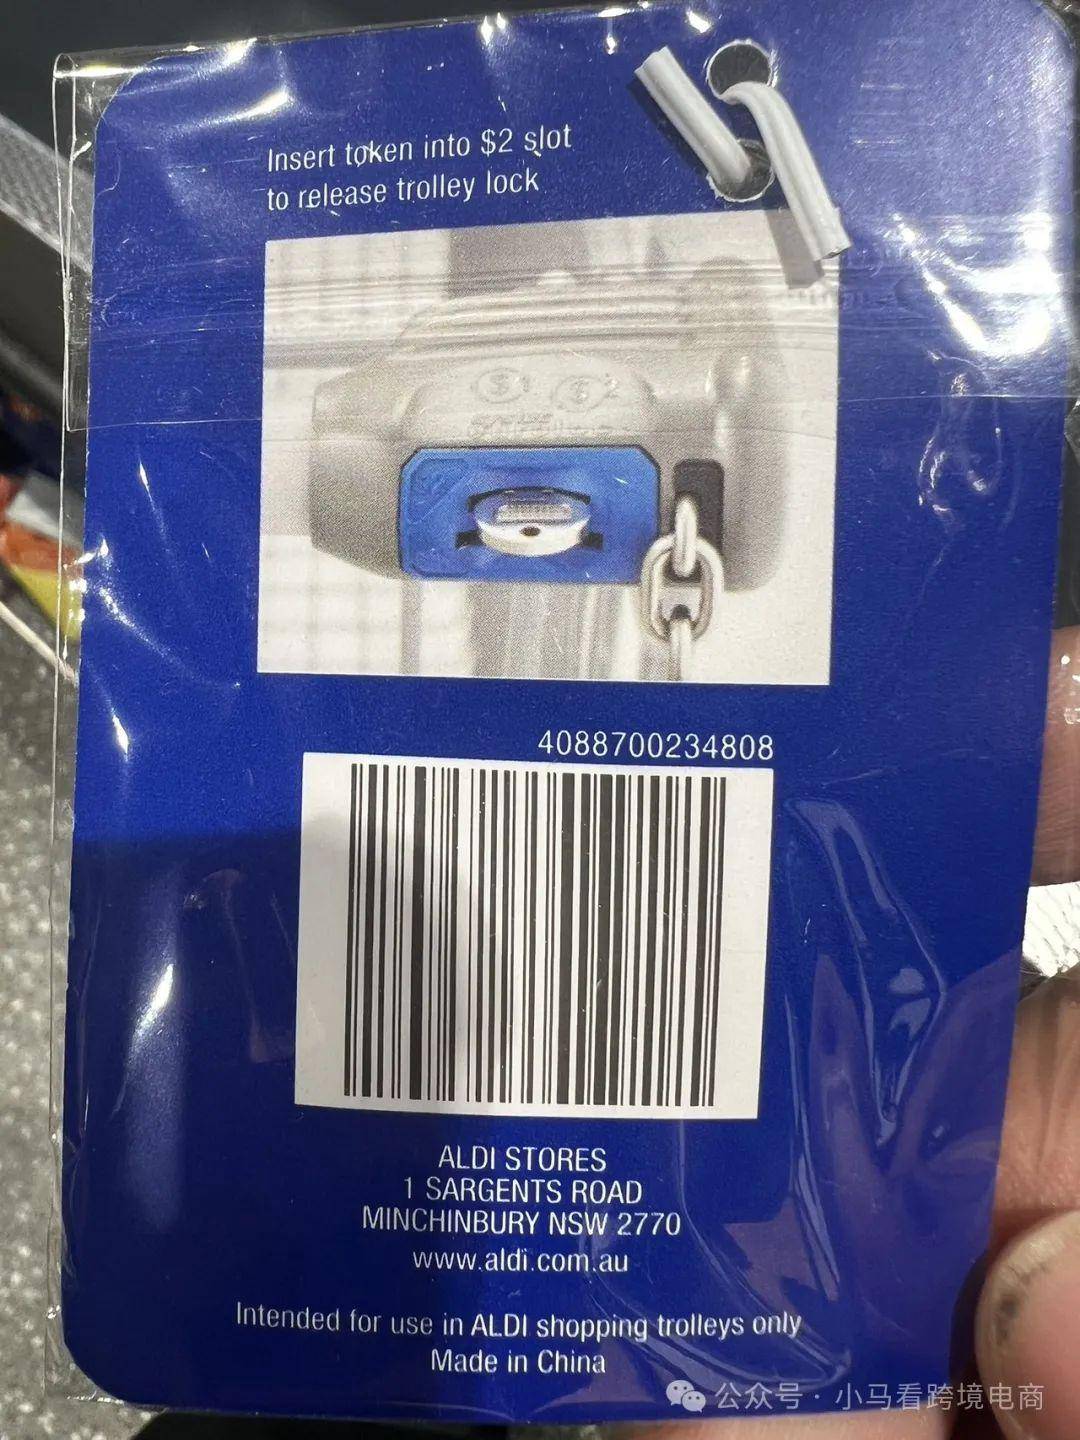 Insert token into $2 slot
to release trolley lock
4088700234808
ALDI STORES
1 SARGENTS ROAD
MINCHINBURY NSW 2770
www.aldi.com.au
Intended for use in ALDI shopping trolleys only
Made in China
公众号·小马看跨境电商